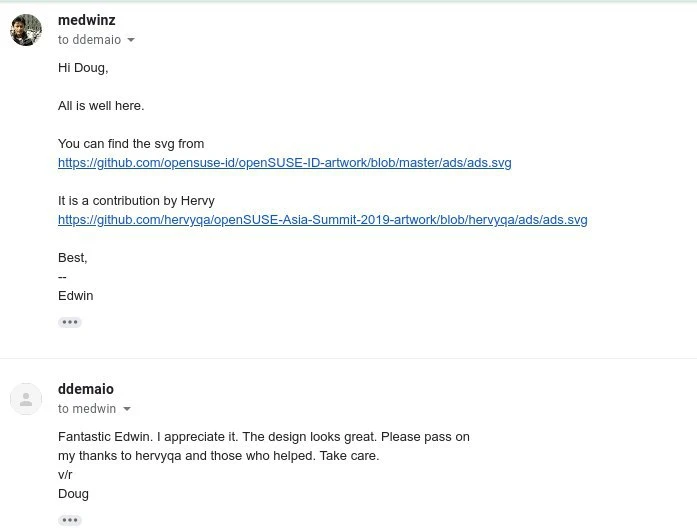 medwinz
to ddemaio
Hi Doug,
All is well here.
You can find the svg from
https://github.com/opensuse-id/openSUSE-ID-artwork/blob/master/ads/ads.svg
It is a contribution by Hervy
https://github.com/hervyqa/openSUSE-Asia-Summit-2019-artwork/blob/hervyqa/ads/ads.svg
Best,
--
Edwin
ddemaio
to medwin
Fantastic Edwin. I appreciate it. The design looks great. Please pass on
my thanks to hervyqa and those who helped. Take care.
v/r
Doug